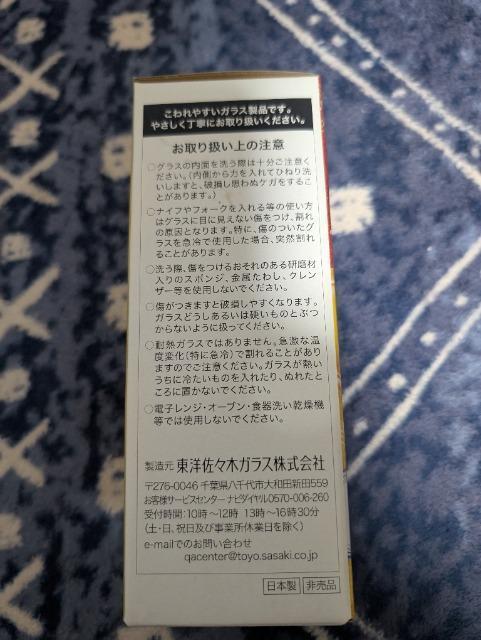 こわれやすいガラス製品です。
やさしく丁寧にお取り扱いください。
お取り扱い上の注意
○グラスの内面を洗う際は十分ご注意く
ださい。(内側から力を入れてひねり洗
いしますと、破損し思わぬケガをするこ
とがあります。)
○ナイフやフォークを入れる等の使い方
はグラスに目に見えない傷をつけ、割れ
の原因となります。特に、傷のついたグ
ラスを急冷で使用した場合、突然割れ
ることがあります。
○洗う際、傷をつけるおそれのある研磨材
入りのスポンジ、金属たわし、クレン
ザー等を使用しないでください。
○傷がつきますと破損しやすくなります。
ガラスどうしあるいは硬いものとぶつ
からないように扱ってください。
○耐熱ガラスではありません。急激な温
度変化(特に急冷)で割れることがあり
ますのでご注意ください。ガラスが熱い
うちに冷たいものを入れたり、ぬれたと
ころに置かないでください。
○電子レンジ・オーブン・食器洗い乾燥機
等では使用しないでください。
製造元 東洋佐々木ガラス株式会社
〒276-0046 千葉県八千代市大和田新田559
お客様サービスセンター ナビダイヤル0570-006-260
受付時間:10時～12時 13時～16時30分
(土・日、祝日及び事業所休業日を除く)
e-mailでのお問い合わせ
qacenter@toyo.sasaki.co.jp
日本製 非売品